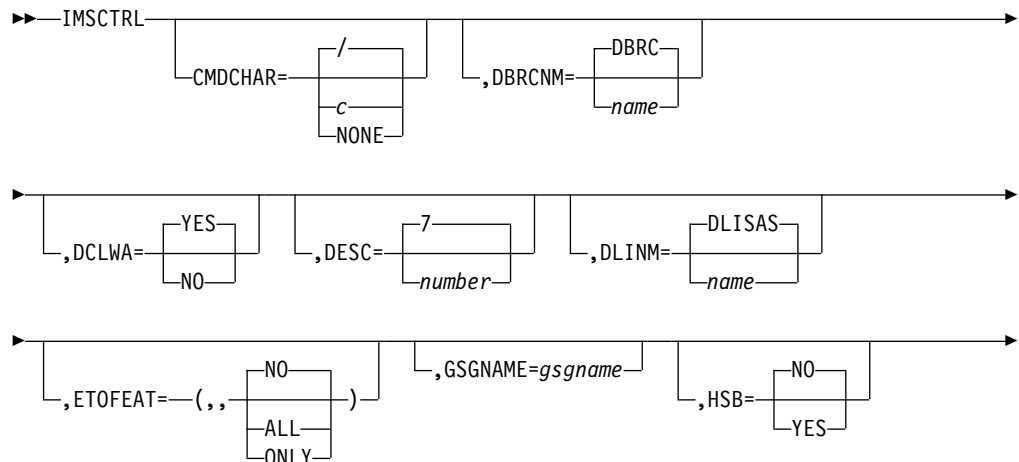 IMSCTRL
/
CMDCHAR=
c
NONE
DBRC
,DBRCNM=
name
YES
,DCLWA=
NO
7
,DESC=
number
DLISAS
,DLINM=
name
NO
,ETOFEAT= (,, )
ALL
ONLY
,GSGNAME=gsgname
NO
,HSB=
YES